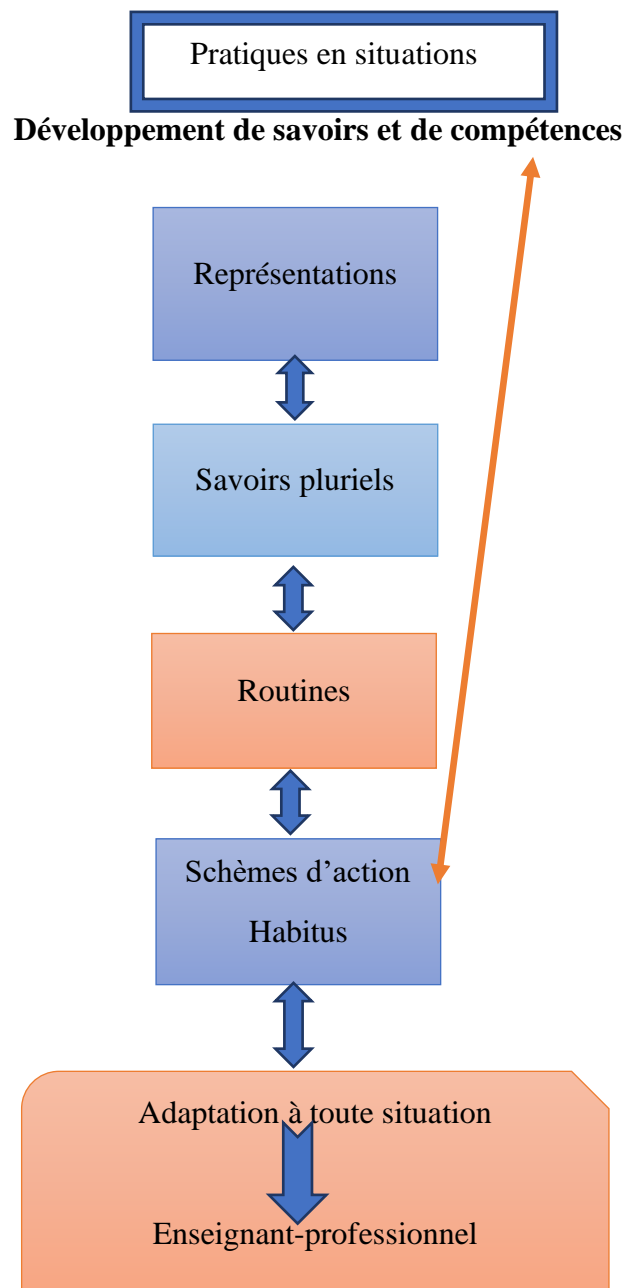 Pratiques en situations
Développement de savoirs et de compétences
Représentations
Savoirs pluriels
Routines
Schèmes d’action
Habitus
Adaptation à toute situation
Enseignant-professionnel